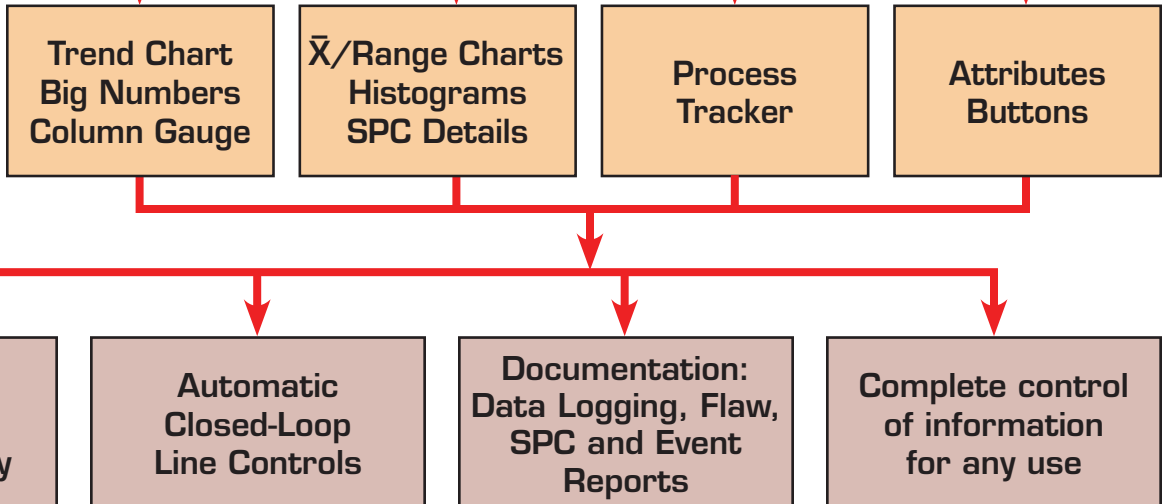 Trend Chart
Big Numbers
Column Gauge
X̄/Range Charts
Histograms
SPC Details
Process
Tracker
Attributes
Buttons
Automatic
Closed-Loop
Line Controls
Documentation:
Data Logging, Flaw,
SPC and Event
Reports
Complete control
of information
for any use